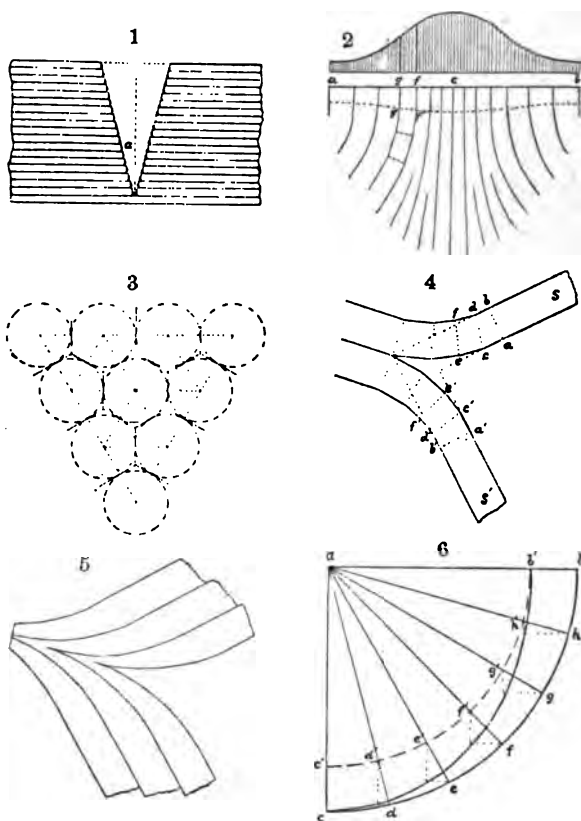 1
a
2
a g f c
g' f'
3
4
f d b S
e c a
h c'
f'
d' b' a'
S'
5
6
a b' b
h' h
g' g
f' f
e' e
d' d
c'
c